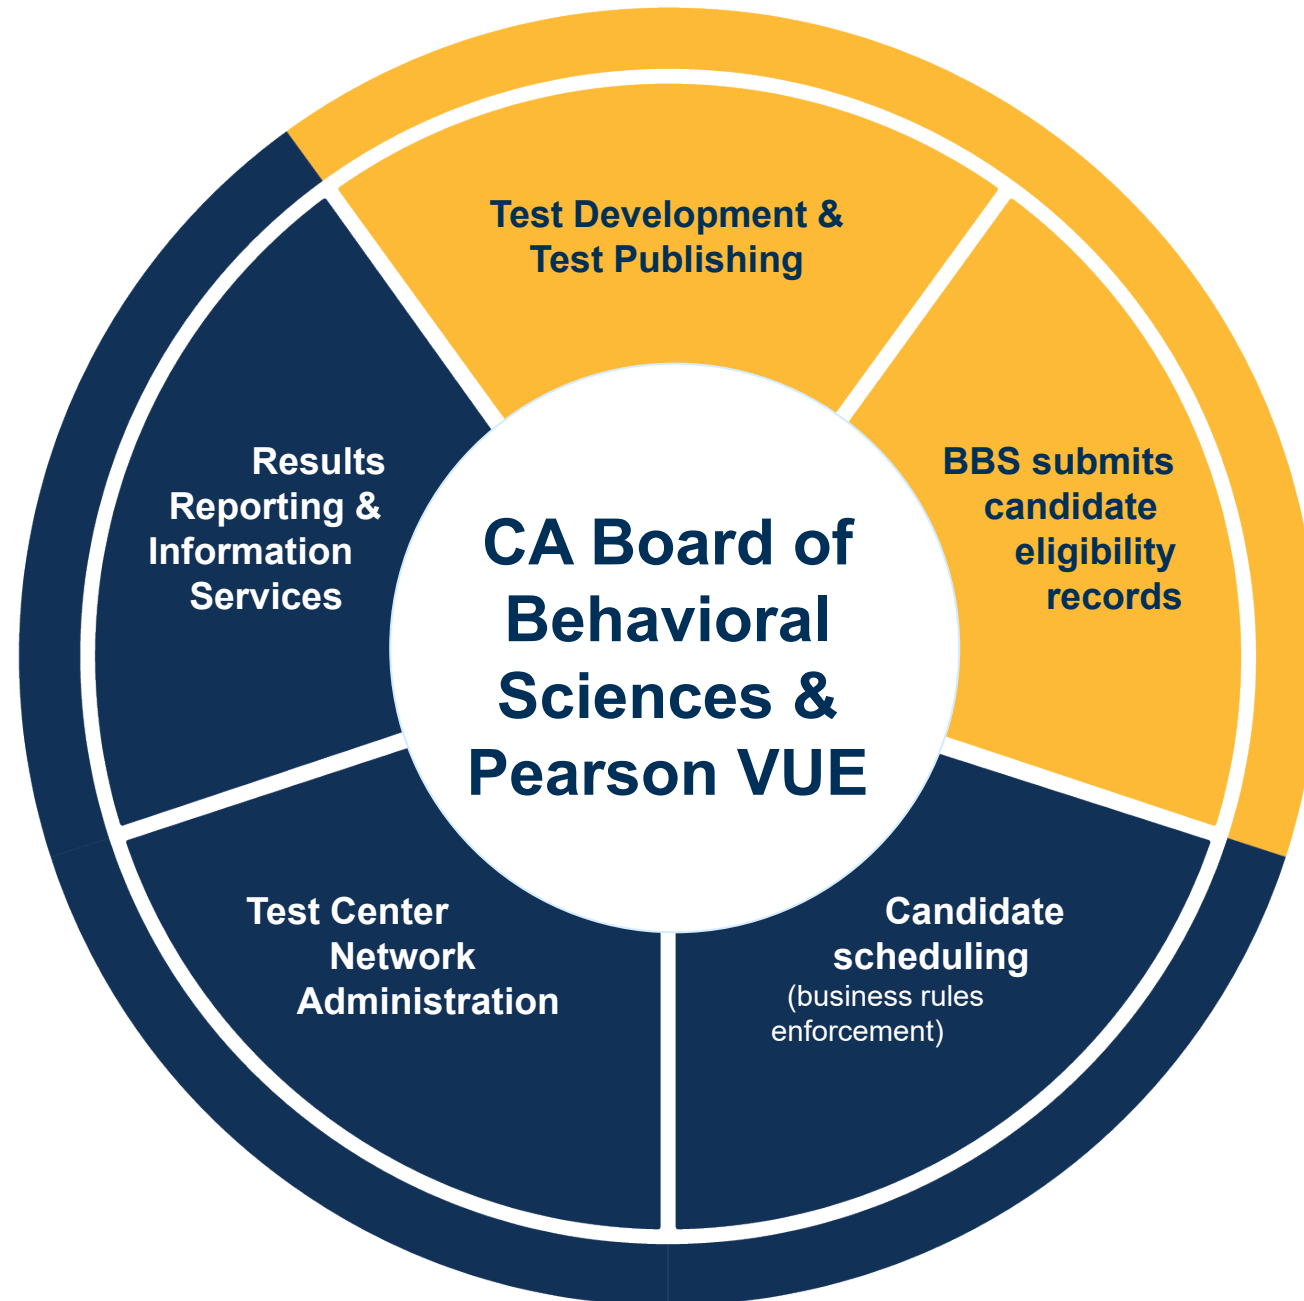 Test Development &
Test Publishing
BBS submits
candidate
eligibility
records
Candidate
scheduling
(business rules
enforcement)
Test Center
Network
Administration
Results
Reporting &
Information
Services
CA Board of
Behavioral
Sciences &
Pearson VUE